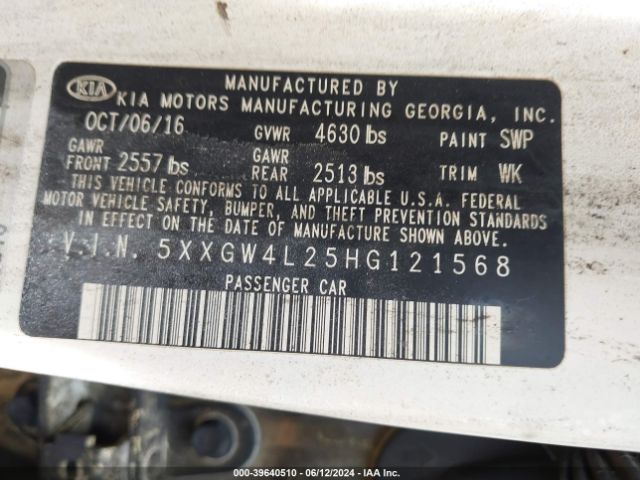 KIA
MANUFACTURED BY
KIA MOTORS MANUFACTURING GEORGIA, INC.
OCT/06/16 GVWR 4630 lbs PAINT SWP
GAWR FRONT 2557 lbs GAWR REAR 2513 lbs TRIM WK
THIS VEHICLE CONFORMS TO ALL APPLICABLE U.S.A. FEDERAL
MOTOR VEHICLE SAFETY, BUMPER, AND THEFT PREVENTION STANDARDS
IN EFFECT ON THE DATE OF MANUFACTURE SHOWN ABOVE.
V.I.N. 5XXGW4L25HG121568
PASSENGER CAR
000-39640510 - 06/12/2024 - IAA Inc.